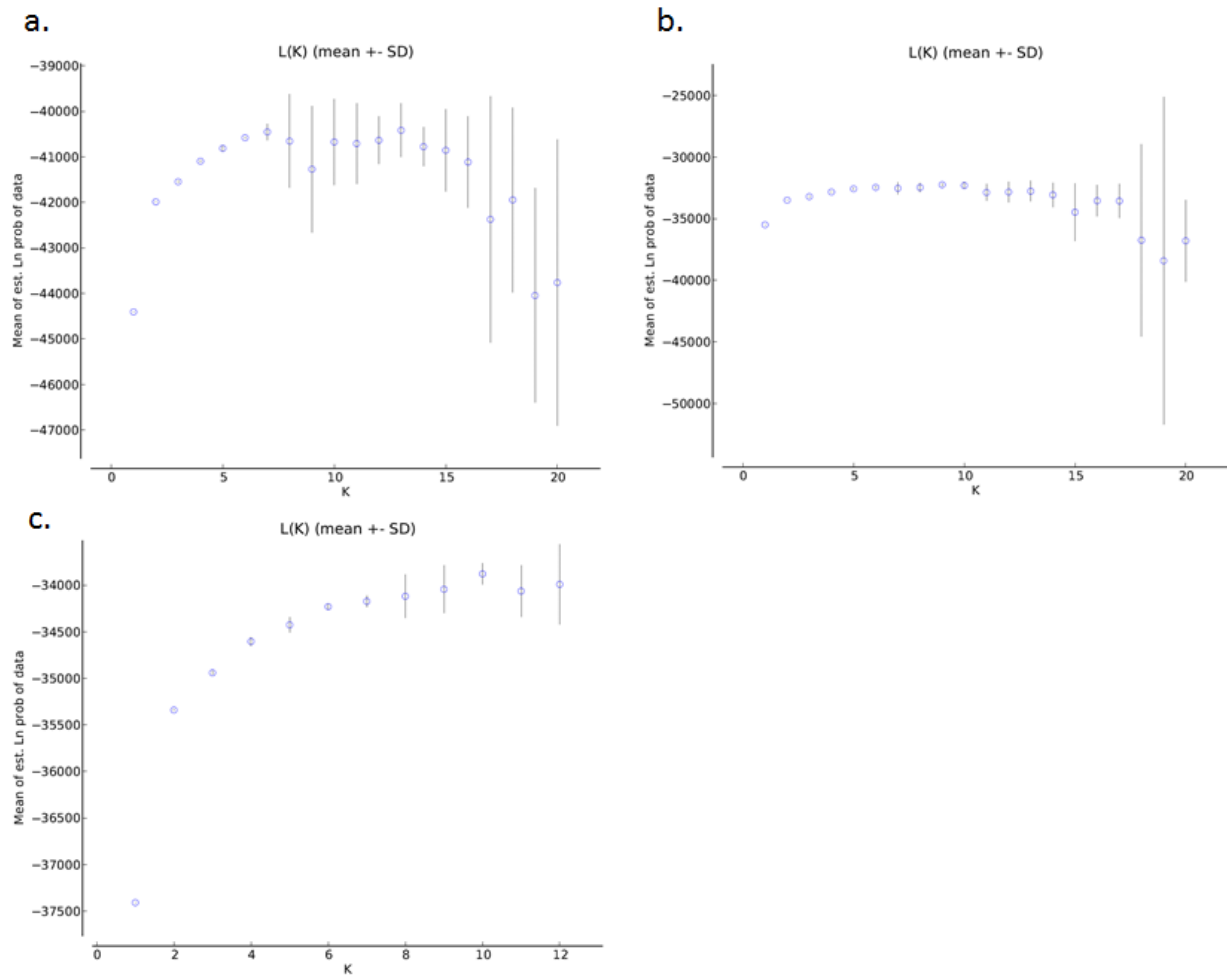 a.
L(K) (mean +- SD)
−39000
−40000
−41000
−42000
−43000
−44000
−45000
−46000
−47000
Mean of est. Ln prob of data
0 5 10 15 20
K
b.
L(K) (mean +- SD)
−25000
−30000
−35000
−40000
−45000
−50000
Mean of est. Ln prob of data
0 5 10 15 20
K
c.
L(K) (mean +- SD)
−34000
−34500
−35000
−35500
−36000
−36500
−37000
−37500
Mean of est. Ln prob of data
0 2 4 6 8 10 12
K